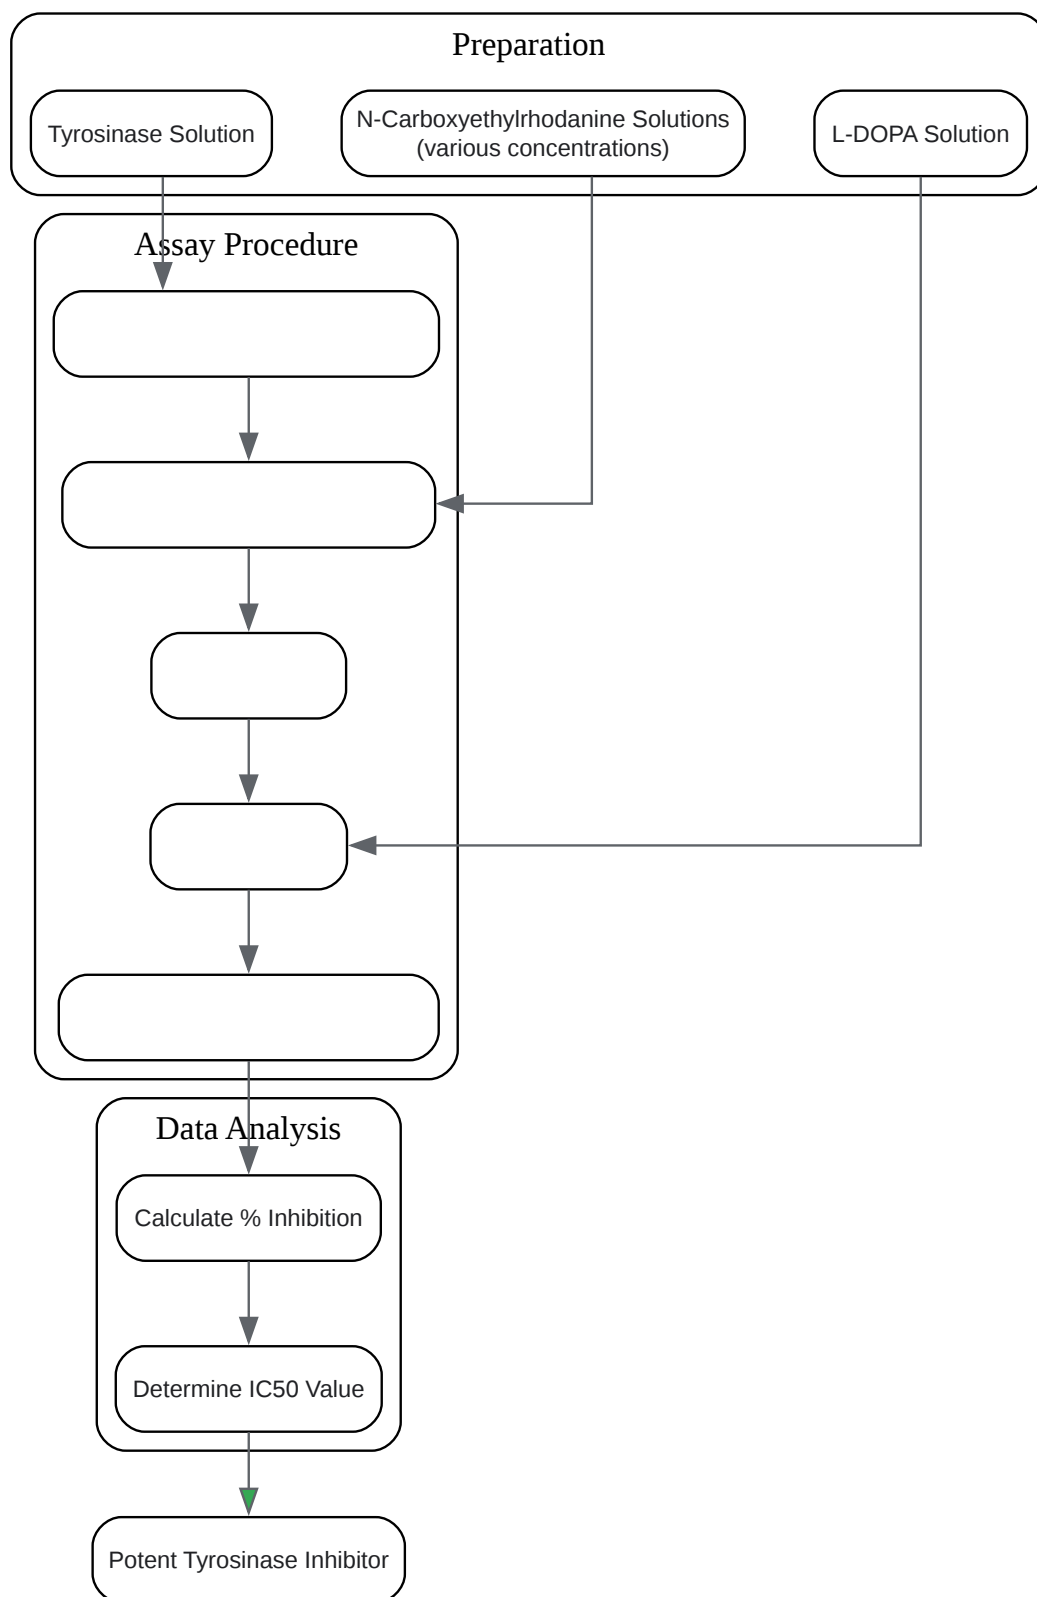 Preparation
Tyrosinase Solution
N-Carboxyethylrhodanine Solutions
(various concentrations)
L-DOPA Solution
Assay Procedure
Data Analysis
Calculate % Inhibition
Determine IC50 Value
Potent Tyrosinase Inhibitor